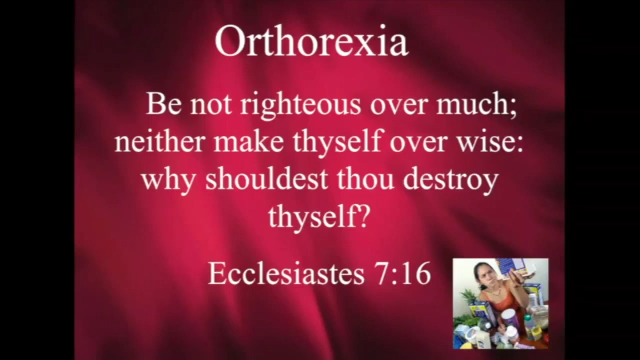 Orthorexia
Be not righteous over much;
neither make thyself over wise:
why shouldest thou destroy
thyself?
Ecclesiastes 7:16